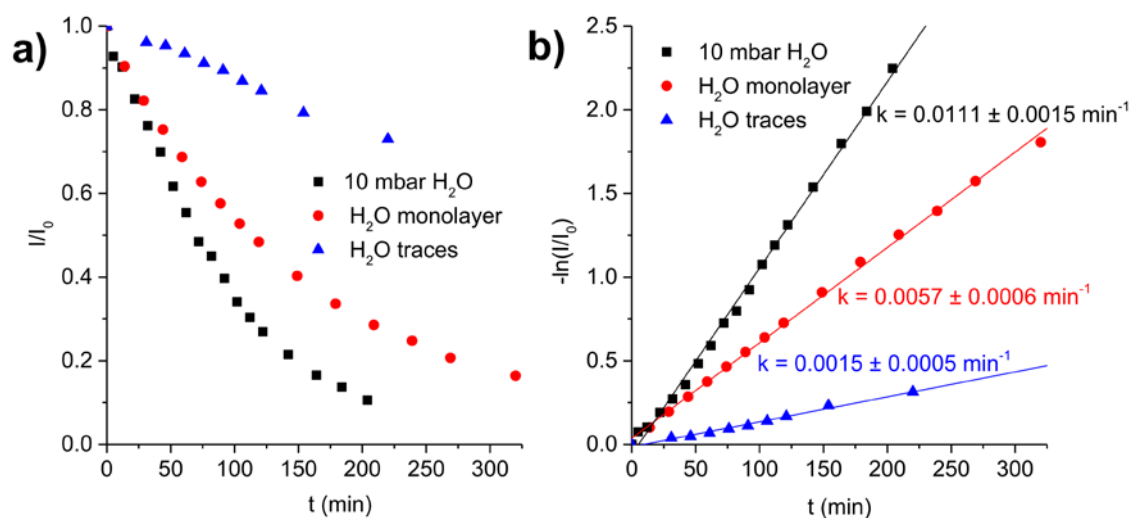 a)
1.0
0.8
0.6
0.4
0.2
0.0
I/I₀
10 mbar H₂O
H₂O monolayer
H₂O traces
0 50 100 150 200 250 300
t (min)
b)
2.5
2.0
1.5
1.0
0.5
0.0
-ln(I/I₀)
10 mbar H₂O
H₂O monolayer
H₂O traces
k = 0.0111 ± 0.0015 min⁻¹
k = 0.0057 ± 0.0006 min⁻¹
k = 0.0015 ± 0.0005 min⁻¹
0 50 100 150 200 250 300
t (min)